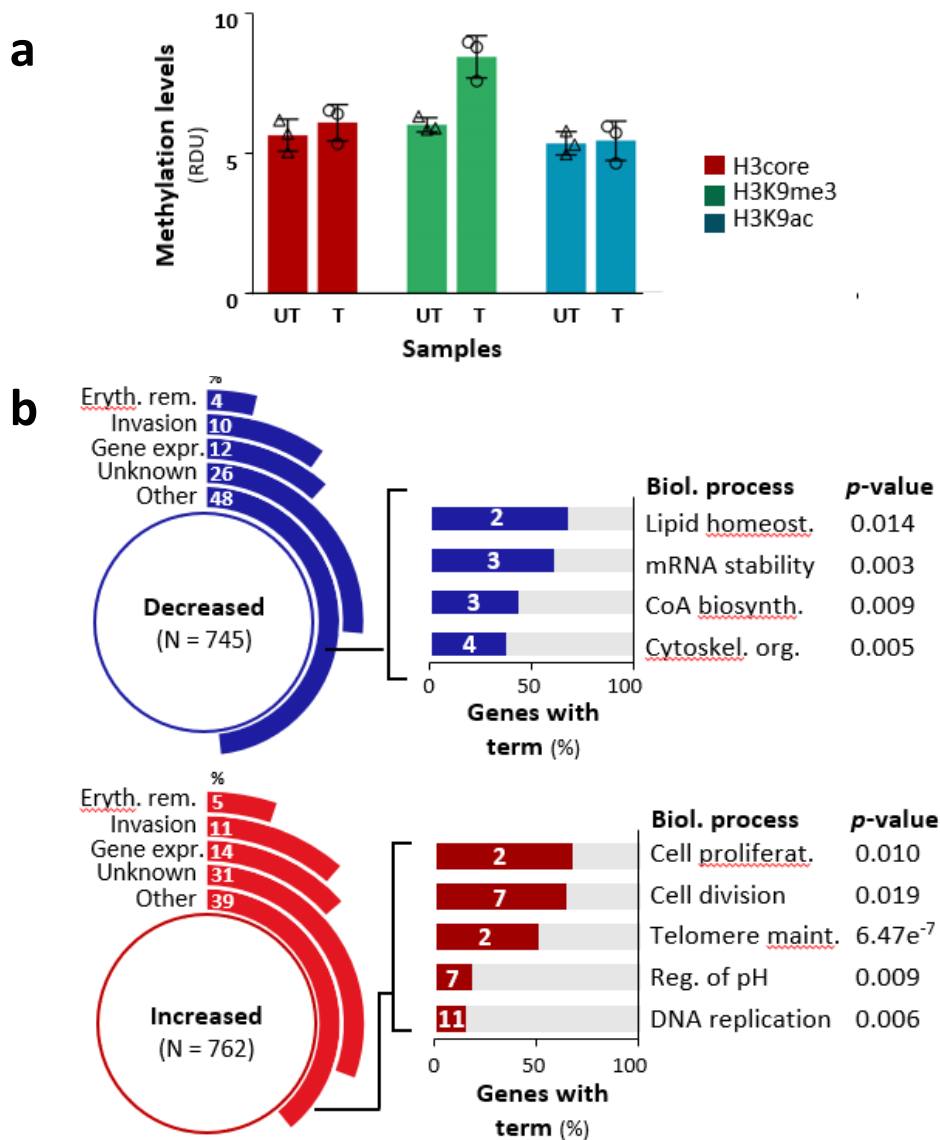 a
10
5
0
Methylation levels
(RDU)
H3core
H3K9me3
H3K9ac
UT T UT T UT T
Samples
b
%
Eryth. rem. 4
Invasion 10
Gene expr. 12
Unknown 26
Other 48
Decreased
(N = 745)
Biol. process p-value
2 Lipid homeost. 0.014
3 mRNA stability 0.003
3 CoA biosynth. 0.009
4 Cytoskel. org. 0.005
0 50 100
Genes with
term (%)
%
Eryth. rem. 5
Invasion 11
Gene expr. 14
Unknown 31
Other 39
Increased
(N = 762)
Biol. process p-value
2 Cell proliferat. 0.010
7 Cell division 0.019
2 Telomere maint. 6.47e⁻⁷
7 Reg. of pH 0.009
11 DNA replication 0.006
0 50 100
Genes with
term (%)